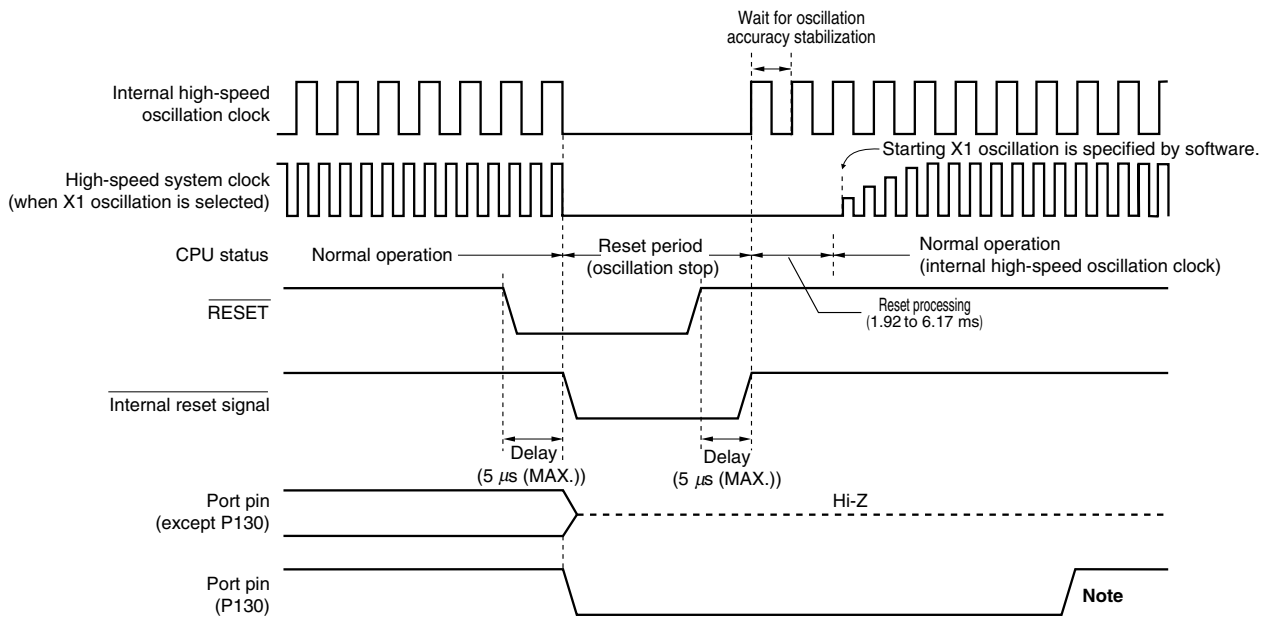 Wait for oscillation
accuracy stabilization
Internal high-speed
oscillation clock
Starting X1 oscillation is specified by software.
High-speed system clock
(when X1 oscillation is selected)
CPU status
Normal operation
Reset period
(oscillation stop)
Normal operation
(internal high-speed oscillation clock)
RESET
Reset processing
(1.92 to 6.17 ms)
Internal reset signal
Delay
(5 μs (MAX.))
Delay
(5 μs (MAX.))
Port pin
(except P130)
Hi-Z
Port pin
(P130)
Note